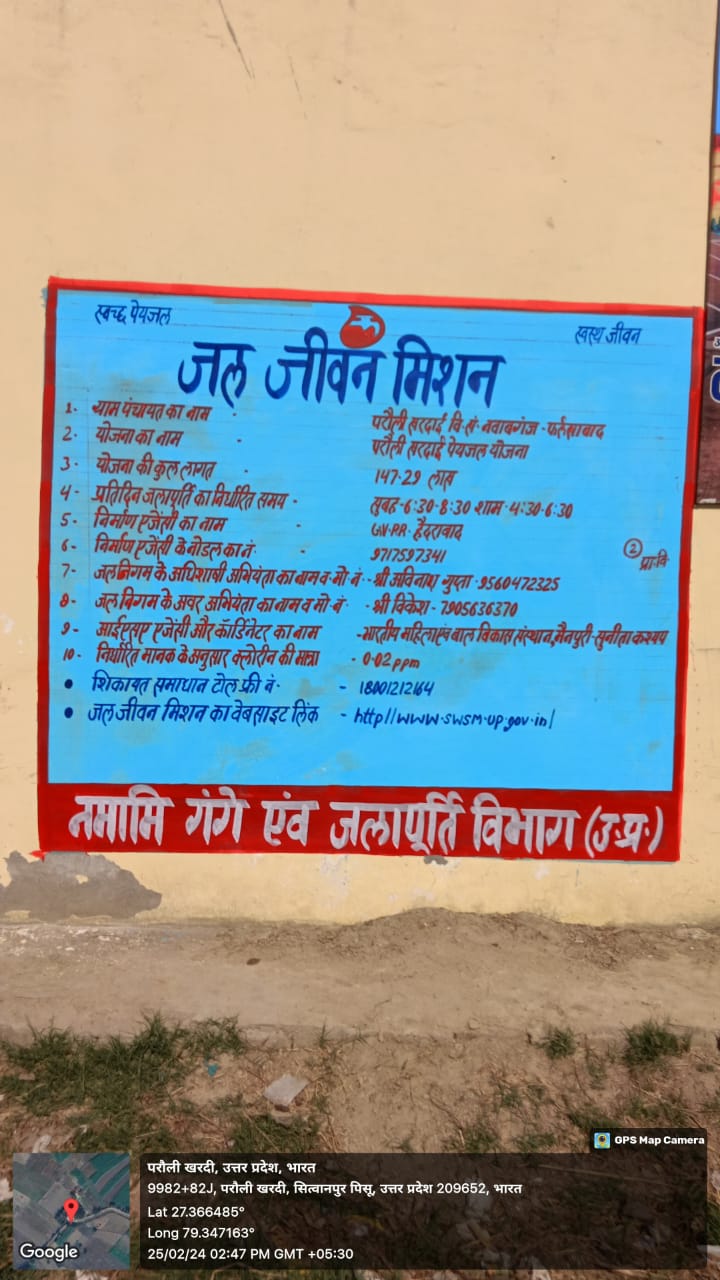 स्वच्छ पेयजल
स्वस्थ जीवन
जल जीवन मिशन
1. ग्राम पंचायत का नाम - परौली खरदाई वि.सं. नवाबगंज - फर्रुखाबाद
2. योजना का नाम - परौली खरदाई पेयजल योजना
3. योजना की कुल लागत - 147.29 लाख
4. प्रतिदिन जलापूर्ति का निर्धारित समय - सुबह-6:30-8:30 शाम-4:30-6:30
5. निर्माण एजेंसी का नाम - GV.P.R. हैदराबाद
6. निर्माण एजेंसी के नोडल का नं. - 9717597341
7. जल निगम के अधिशाषी अभियंता का नाम व मो. नं. - श्री अविनाश गुप्ता - 9560472325
8. जल निगम के अवर अभियंता का नाम व मो. नं. - श्री विकेश - 7905636370
9. आईएसए एजेंसी और कॉर्डिनेटर का नाम - भारतीय महिला एवं बाल विकास संस्थान, मैनपुरी - सुनीता कश्यप
10. निर्धारित मानक के अनुसार क्लोरीन की मात्रा - 0.02 ppm
• शिकायत समाधान टोल फ्री नं. - 18001212164
• जल जीवन मिशन का वेबसाइट लिंक - http//www.swsm.up.gov.in/
② प्रा.वि.
नमामि गंगे एंव जलापूर्ति विभाग (उ.प्र.)
GPS Map Camera
परौली खरदी, उत्तर प्रदेश, भारत
9982+82J, परौली खरदी, सित्वानपुर पिसू, उत्तर प्रदेश 209652, भारत
Lat 27.366485°
Long 79.347163°
25/02/24 02:47 PM GMT +05:30
Google